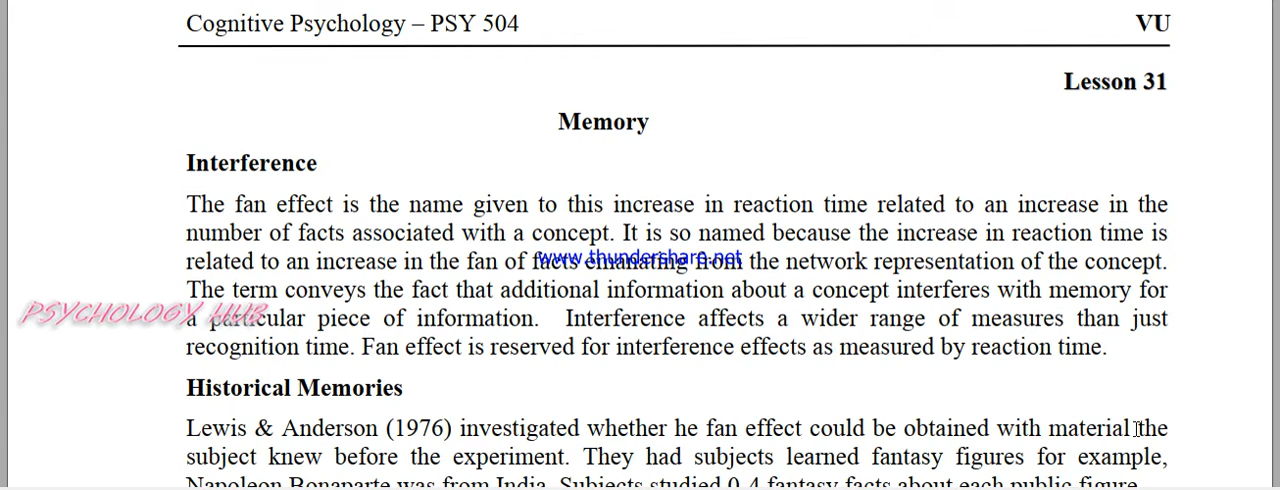 Cognitive Psychology – PSY 504 VU
Lesson 31
Memory
Interference
The fan effect is the name given to this increase in reaction time related to an increase in the
number of facts associated with a concept. It is so named because the increase in reaction time is
related to an increase in the fan of facts emanating from the network representation of the concept.
www.thundershare.net
The term conveys the fact that additional information about a concept interferes with memory for
PSYCHOLOGY HUB
a particular piece of information. Interference affects a wider range of measures than just
recognition time. Fan effect is reserved for interference effects as measured by reaction time.
Historical Memories
Lewis & Anderson (1976) investigated whether he fan effect could be obtained with material the
subject knew before the experiment. They had subjects learned fantasy figures for example,
Napoleon Bonaparte was from India. Subjects studied 0-4 fantasy facts about each public figure.